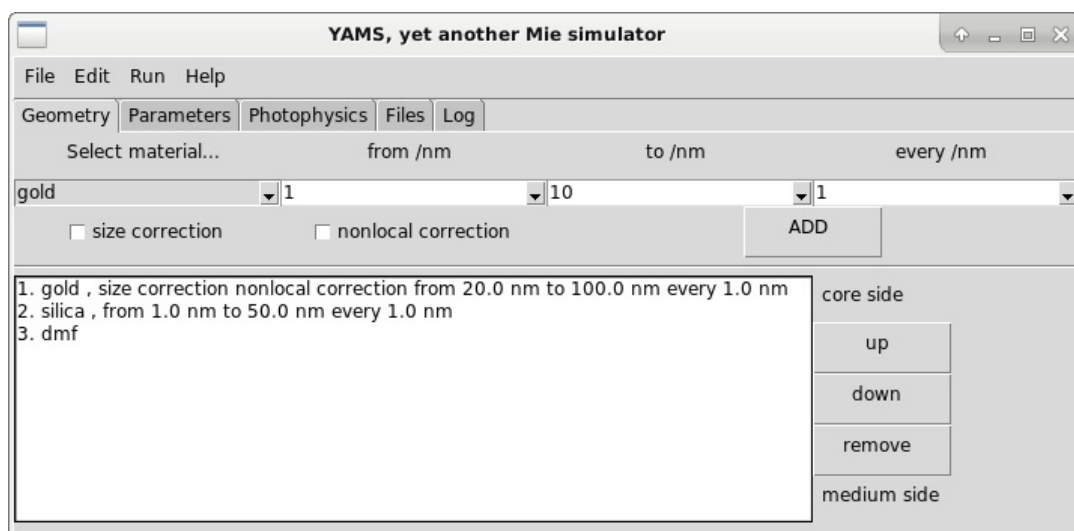 YAMS, yet another Mie simulator
File Edit Run Help
Geometry Parameters Photophysics Files Log
Select material... from /nm to /nm every /nm
gold 1 10 1
size correction nonlocal correction ADD
1. gold , size correction nonlocal correction from 20.0 nm to 100.0 nm every 1.0 nm
2. silica , from 1.0 nm to 50.0 nm every 1.0 nm
3. dmf
core side
up
down
remove
medium side